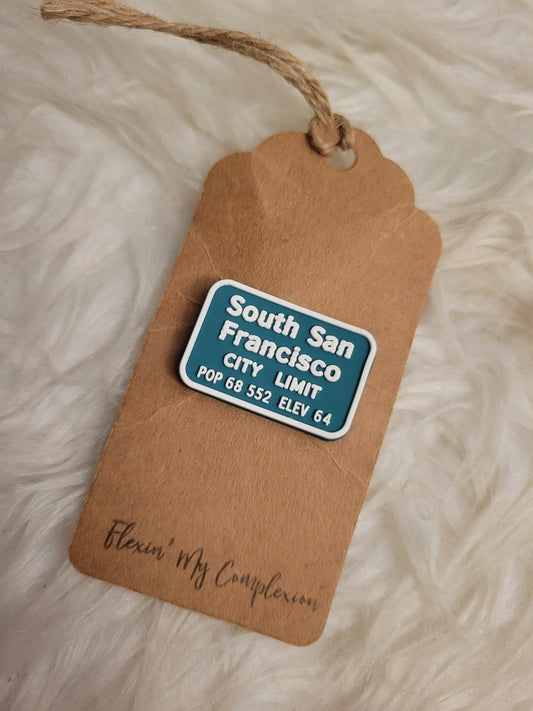 South San
Francisco
CITY LIMIT
POP 68 552 ELEV 64
Flexin' My Complexion